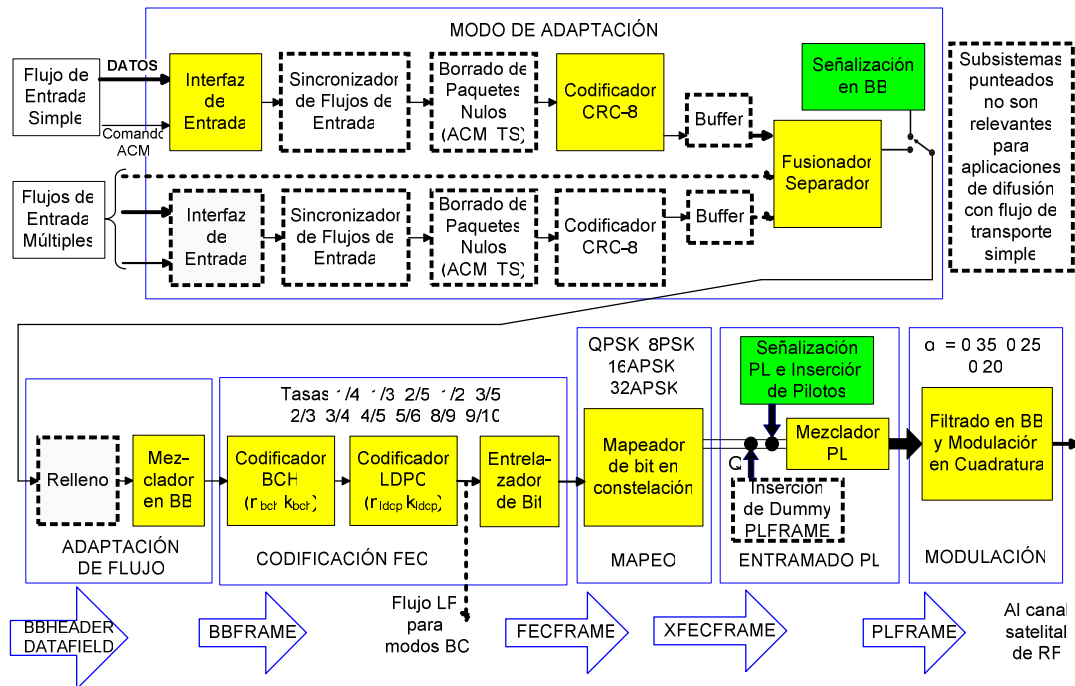 MODO DE ADAPTACIÓN
Flujo de
Entrada
Simple
DATOS
Comando
ACM
Interfaz
de
Entrada
Sincronizador
de Flujos de
Entrada
Borrado de
Paquetes
Nulos
(ACM TS)
Codificador
CRC-8
Buffer
Señalización
en BB
Fusionador
Separador
Subsistemas
punteados
no son
relevantes
para
aplicaciones
de difusión
con flujo de
transporte
simple
Flujos de
Entrada
Múltiples
Interfaz
de
Entrada
Sincronizador
de Flujos de
Entrada
Borrado de
Paquetes
Nulos
(ACM TS)
Codificador
CRC-8
Buffer
Relleno
Mez-
clador
en BB
ADAPTACIÓN
DE FLUJO
Tasas 1/4 1/3 2/5 1/2 3/5
2/3 3/4 4/5 5/6 8/9 9/10
Codificador
BCH
(r bch k bch)
Codificador
LDPC
(r ldcp k ldcp)
Entrela-
zador
de Bit
CODIFICACIÓN FEC
QPSK 8PSK
16APSK
32APSK
Mapeador
de bit en
constelación
MAPEO
Señalización
PL e Inserción
de Pilotos
Q
Mezclador
PL
Inserción
de Dummy
PLFRAME
ENTRAMADO PL
α = 0 35 0 25
0 20
Filtrado en BB
y Modulación
en Cuadratura
MODULACIÓN
BBHEADER
DATAFIELD
BBFRAME
Flujo LP
para
modos BC
FECFRAME
XFECFRAME
PLFRAME
Al canal
satelital
de RF